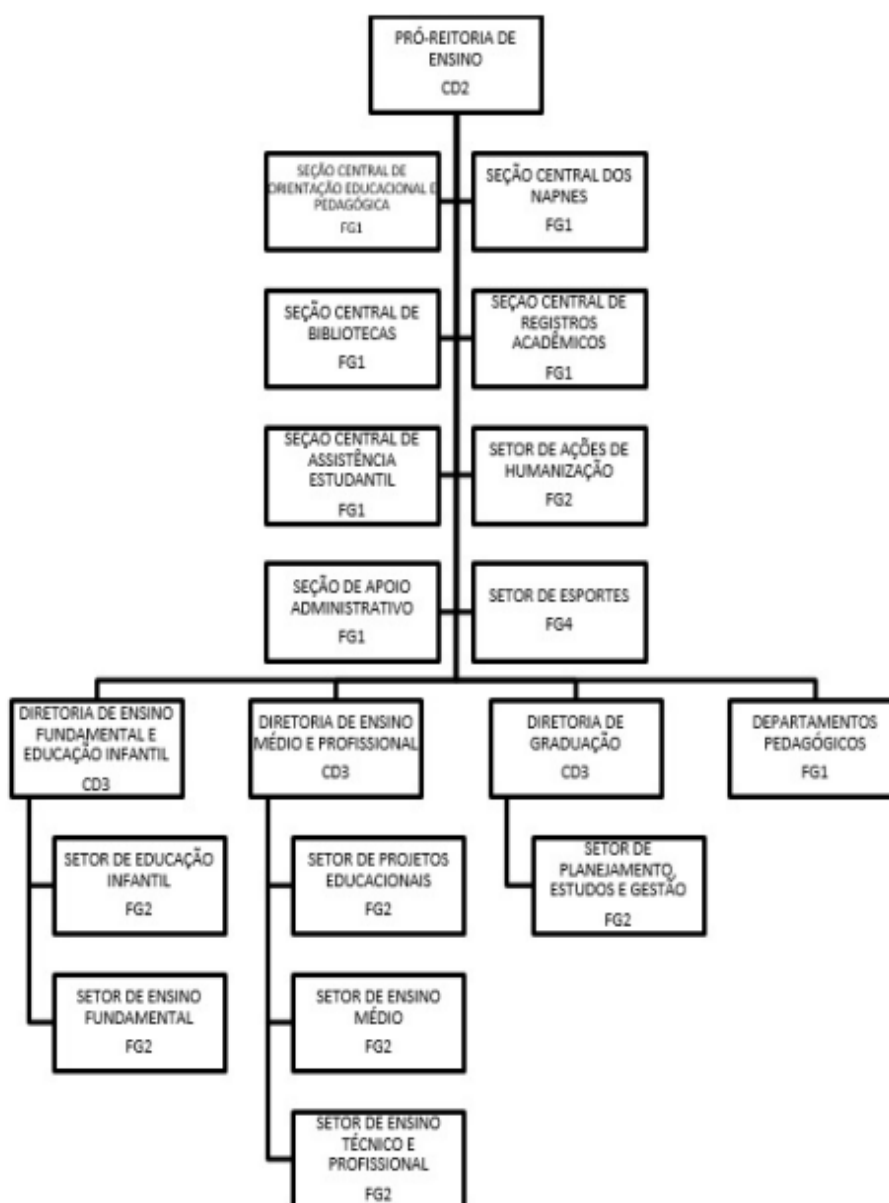 PRÓ-REITORIA DE
ENSINO
CD2
SEÇÃO CENTRAL DE
ORIENTAÇÃO EDUCACIONAL E
PEDAGÓGICA
FG1
SEÇÃO CENTRAL DOS
NAPNES
FG1
SEÇÃO CENTRAL DE
BIBLIOTECAS
FG1
SEÇAO CENTRAL DE
REGISTROS
ACADÊMICOS
FG1
SEÇAO CENTRAL DE
ASSISTÊNCIA
ESTUDANTIL
FG1
SETOR DE AÇÕES DE
HUMANIZAÇÃO
FG2
SEÇÃO DE APOIO
ADMINISTRATIVO
FG1
SETOR DE ESPORTES
FG4
DIRETORIA DE ENSINO
FUNDAMENTAL E
EDUCAÇÃO INFANTIL
CD3
DIRETORIA DE ENSINO
MÉDIO E PROFISSIONAL
CD3
DIRETORIA DE
GRADUAÇÃO
CD3
DEPARTAMENTOS
PEDAGÓGICOS
FG1
SETOR DE EDUCAÇÃO
INFANTIL
FG2
SETOR DE PROJETOS
EDUCACIONAIS
FG2
SETOR DE
PLANEJAMENTO,
ESTUDOS E GESTÃO
FG2
SETOR DE ENSINO
FUNDAMENTAL
FG2
SETOR DE ENSINO
MÉDIO
FG2
SETOR DE ENSINO
TÉCNICO E
PROFISSIONAL
FG2